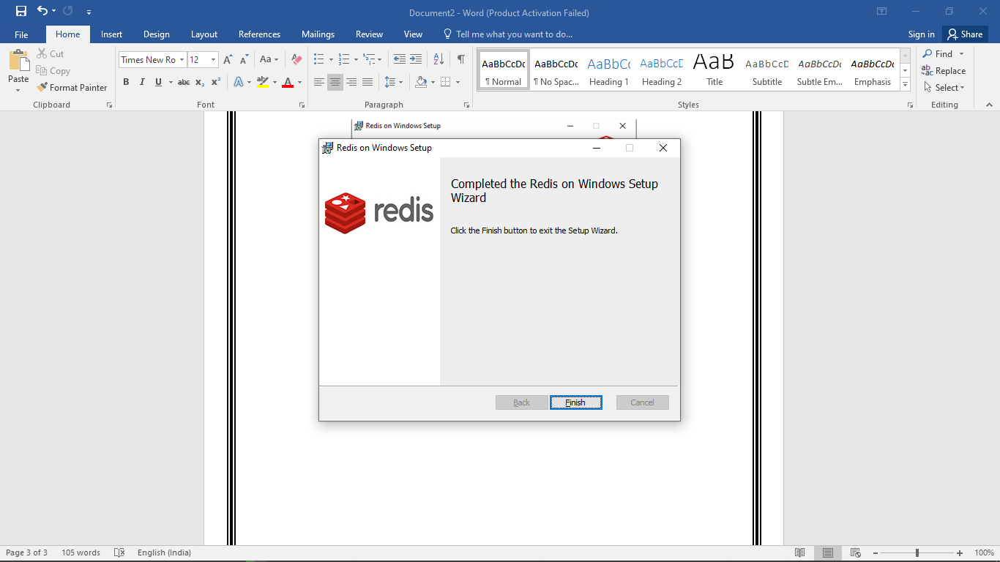 Document2 - Word (Product Activation Failed)
File Home Insert Design Layout References Mailings Review View Tell me what you want to do... Sign in Share
Paste
Cut
Copy
Format Painter
Times New Ro 12 Aa
B I U abc x₂ x² A ab A
AaBbCcDc AaBbCcDc AaBbCc AaBbCcD AaB AaBbCcD AaBbCcDc AaBbCcDc
¶ Normal ¶ No Spac... Heading 1 Heading 2 Title Subtitle Subtle Em... Emphasis
Find
Replace
Select
Clipboard Font Paragraph Styles Editing
Redis on Windows Setup
Redis on Windows Setup
redis
Completed the Redis on Windows Setup
Wizard
Click the Finish button to exit the Setup Wizard.
Back Finish Cancel
Page 3 of 3 105 words English (India) 100%